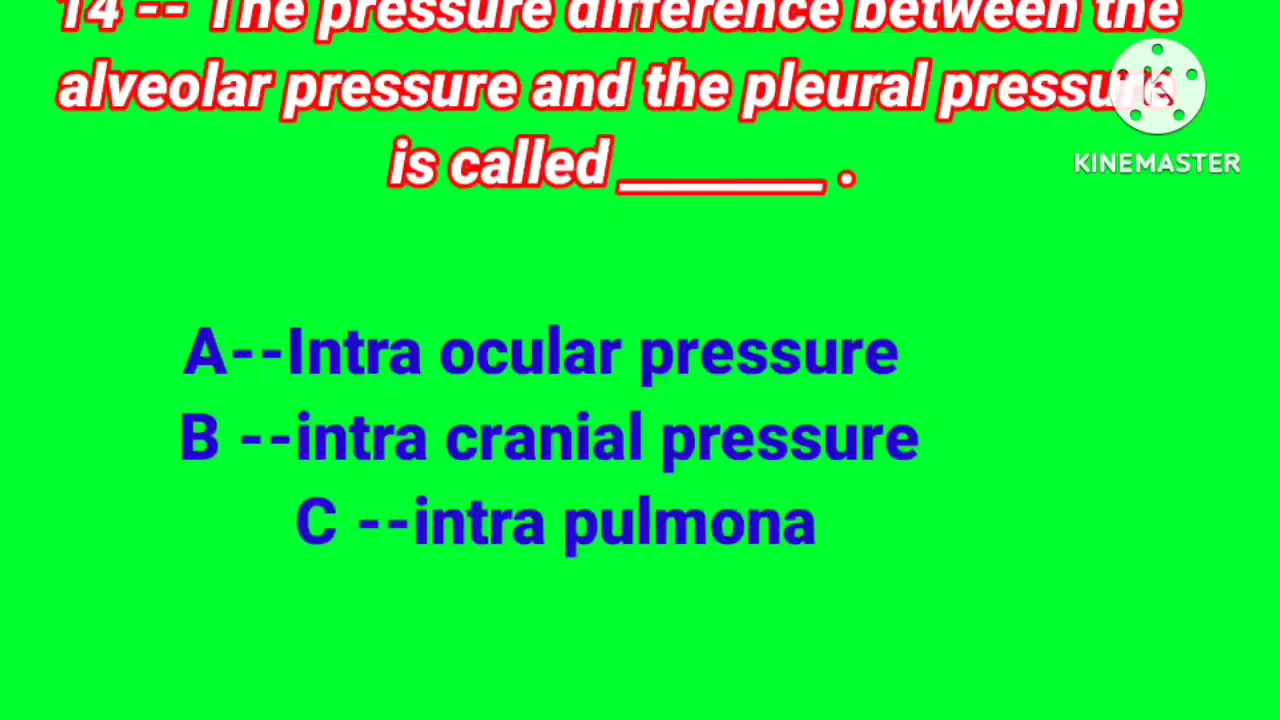 14 -- The pressure difference between the
alveolar pressure and the pleural pressure
is called ________ .
KINEMASTER
A--Intra ocular pressure
B --intra cranial pressure
C --intra pulmona